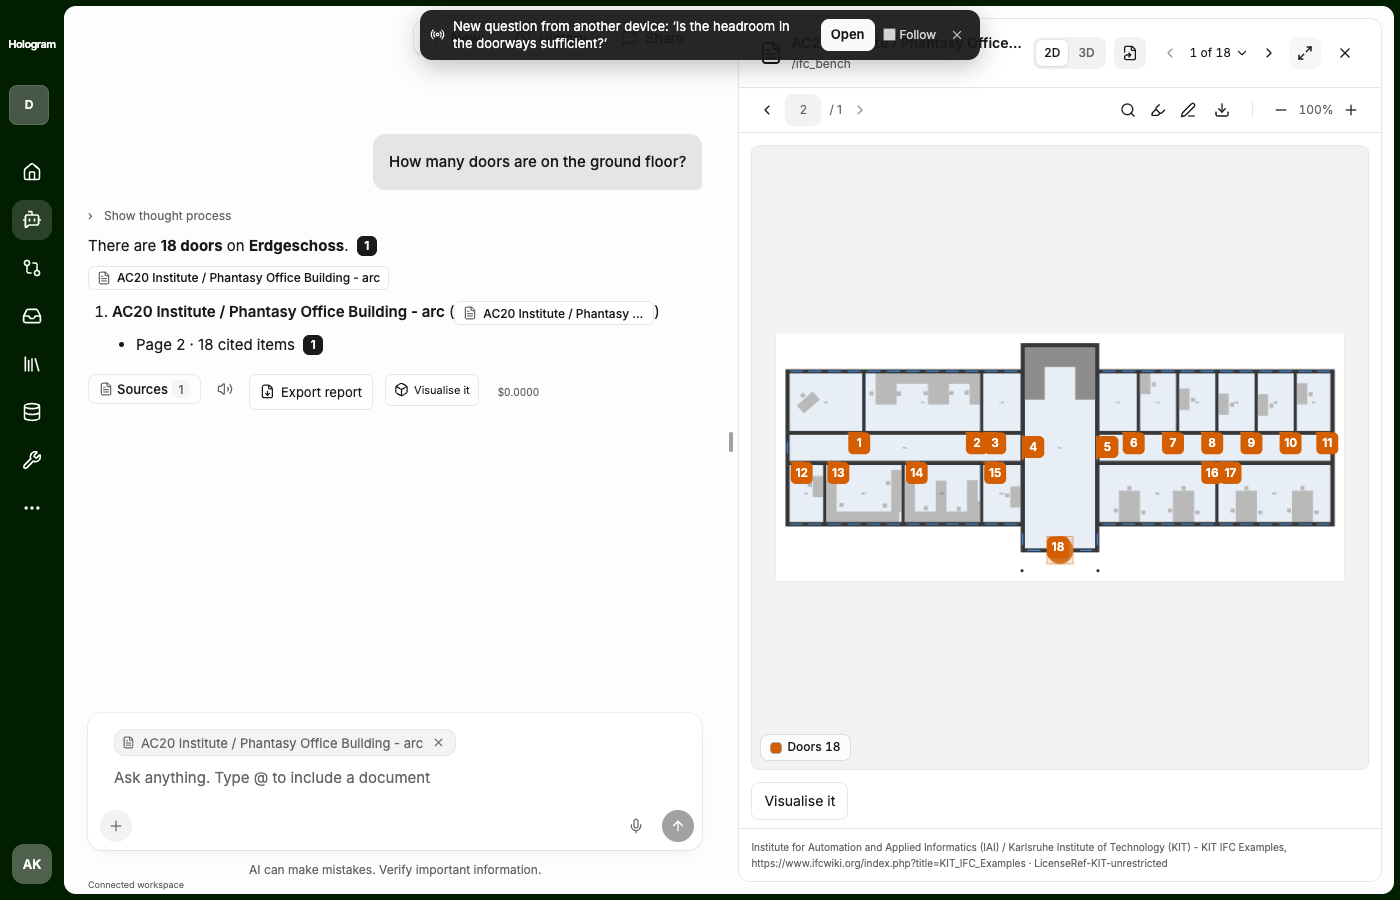 Hologram
D
AK
Connected workspace
New question from another device: ‘Is the headroom in
the doorways sufficient?’
Open
Follow
How many doors are on the ground floor?
Show thought process
There are 18 doors on Erdgeschoss. 1
AC20 Institute / Phantasy Office Building - arc
1. AC20 Institute / Phantasy Office Building - arc ( AC20 Institute / Phantasy ... )
• Page 2 · 18 cited items 1
Sources 1
Export report
Visualise it
$0.0000
AC20 Institute / Phantasy Office Building - arc
Ask anything. Type @ to include a document
AI can make mistakes. Verify important information.
Phantasy Office...
/ifc_bench
2D 3D
1 of 18
2 / 1
100%
1 2 3 4 5 6 7 8 9 10 11
12 13 14 15 16 17
18
Doors 18
Visualise it
Institute for Automation and Applied Informatics (IAI) / Karlsruhe Institute of Technology (KIT) - KIT IFC Examples,
https://www.ifcwiki.org/index.php?title=KIT_IFC_Examples · LicenseRef-KIT-unrestricted